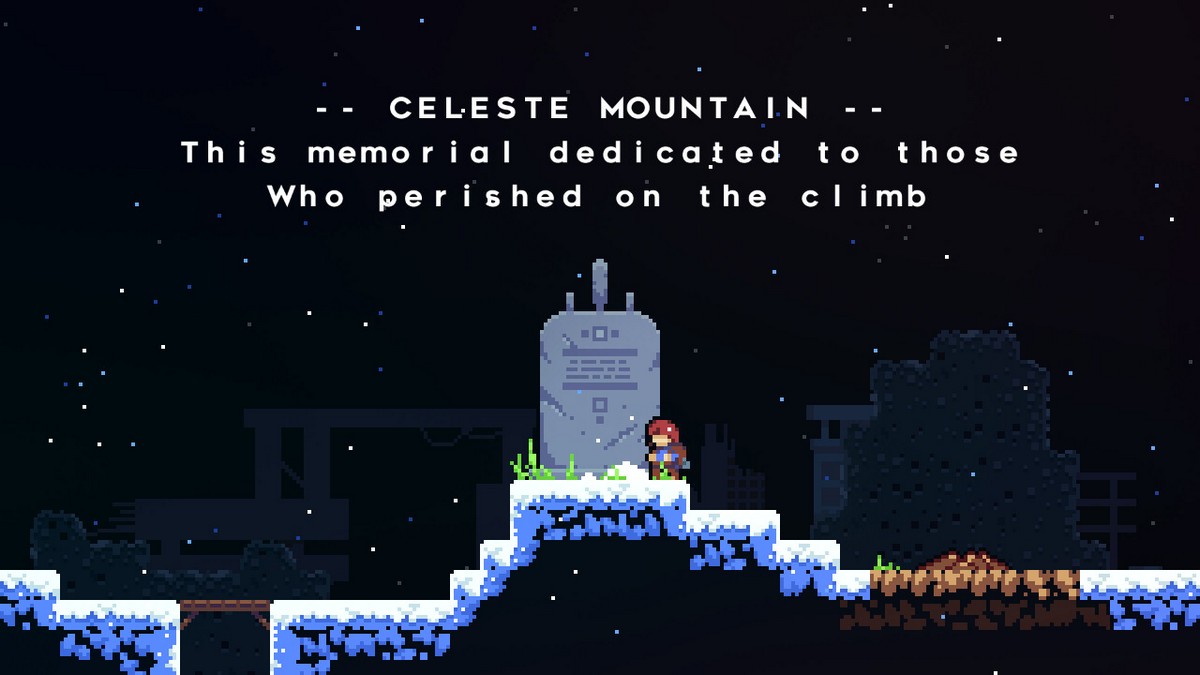 -- CELESTE MOUNTAIN --
This memorial dedicated to those
Who perished on the climb